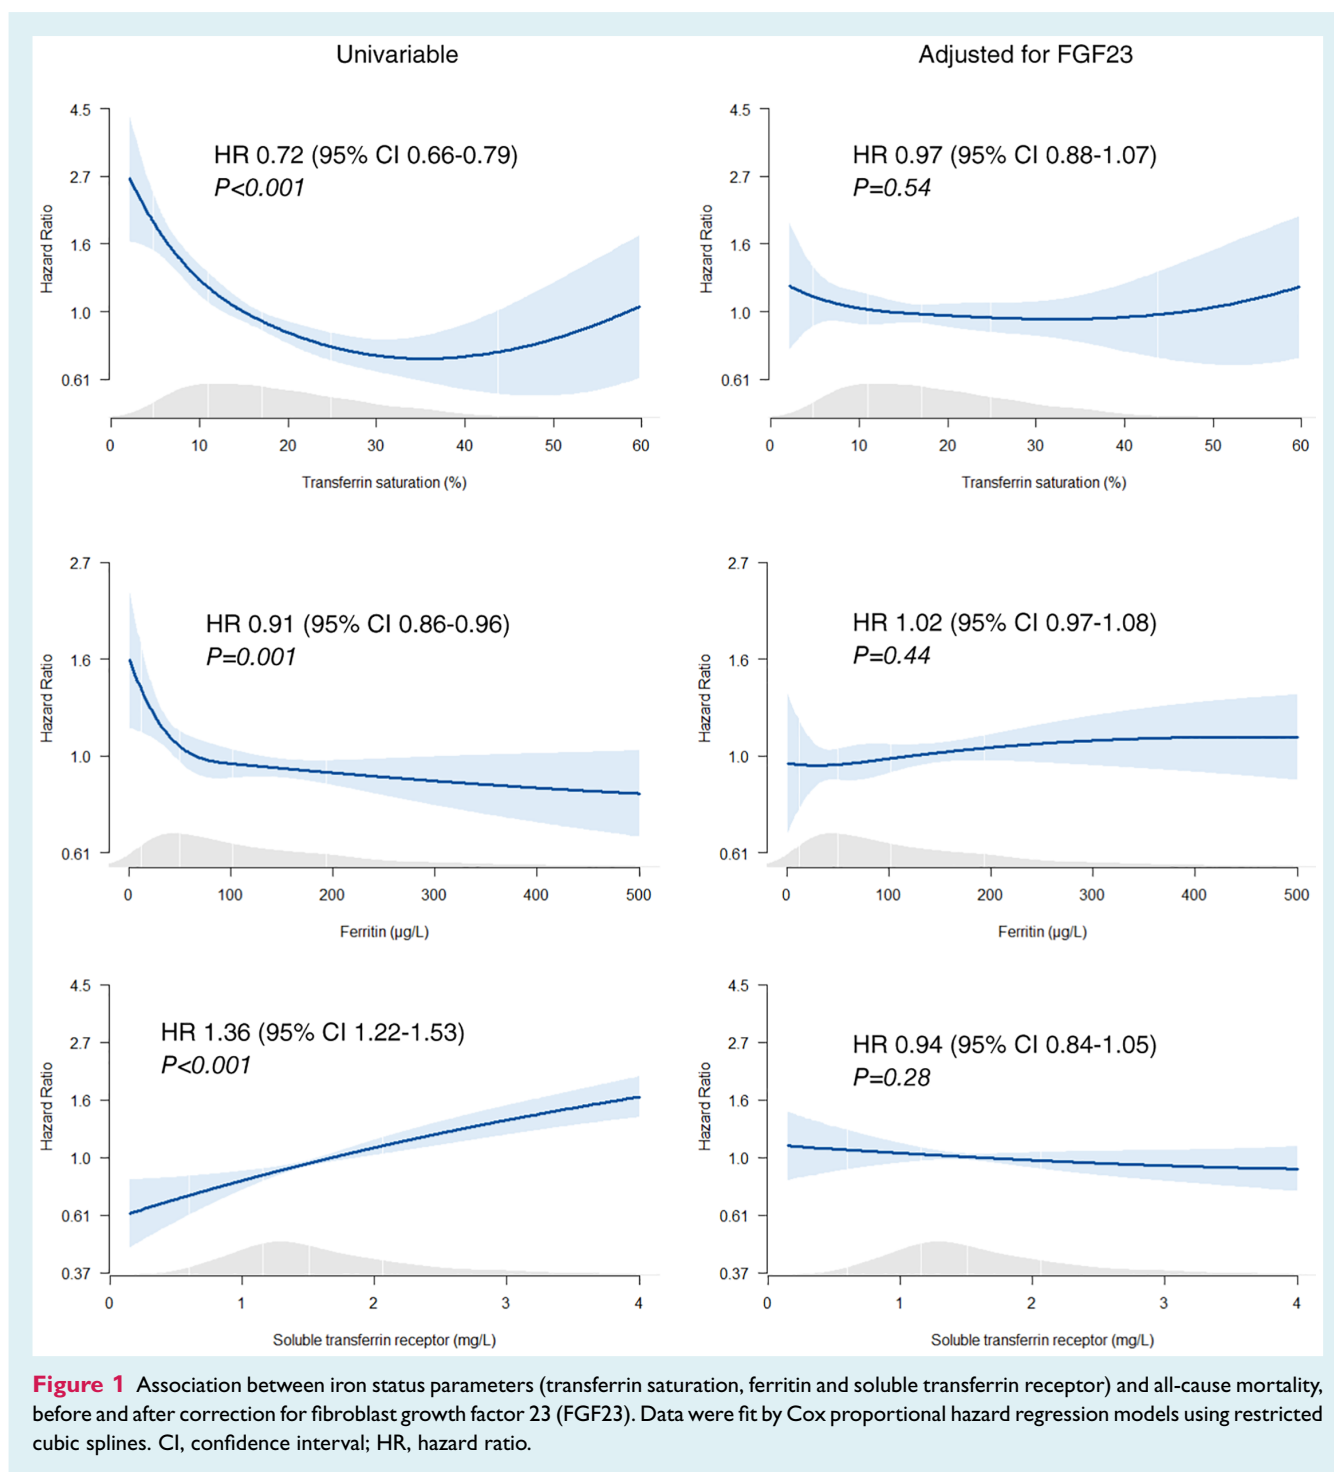 Univariable
Adjusted for FGF23
4.5
2.7
1.6
1.0
0.61
Hazard Ratio
HR 0.72 (95% CI 0.66-0.79)
P<0.001
0 10 20 30 40 50 60
Transferrin saturation (%)
4.5
2.7
1.6
1.0
0.61
Hazard Ratio
HR 0.97 (95% CI 0.88-1.07)
P=0.54
0 10 20 30 40 50 60
Transferrin saturation (%)
2.7
1.6
1.0
0.61
Hazard Ratio
HR 0.91 (95% CI 0.86-0.96)
P=0.001
0 100 200 300 400 500
Ferritin (µg/L)
2.7
1.6
1.0
0.61
Hazard Ratio
HR 1.02 (95% CI 0.97-1.08)
P=0.44
0 100 200 300 400 500
Ferritin (µg/L)
4.5
2.7
1.6
1.0
0.61
0.37
Hazard Ratio
HR 1.36 (95% CI 1.22-1.53)
P<0.001
0 1 2 3 4
Soluble transferrin receptor (mg/L)
4.5
2.7
1.6
1.0
0.61
0.37
Hazard Ratio
HR 0.94 (95% CI 0.84-1.05)
P=0.28
0 1 2 3 4
Soluble transferrin receptor (mg/L)
Figure 1 Association between iron status parameters (transferrin saturation, ferritin and soluble transferrin receptor) and all-cause mortality,
before and after correction for fibroblast growth factor 23 (FGF23). Data were fit by Cox proportional hazard regression models using restricted
cubic splines. CI, confidence interval; HR, hazard ratio.